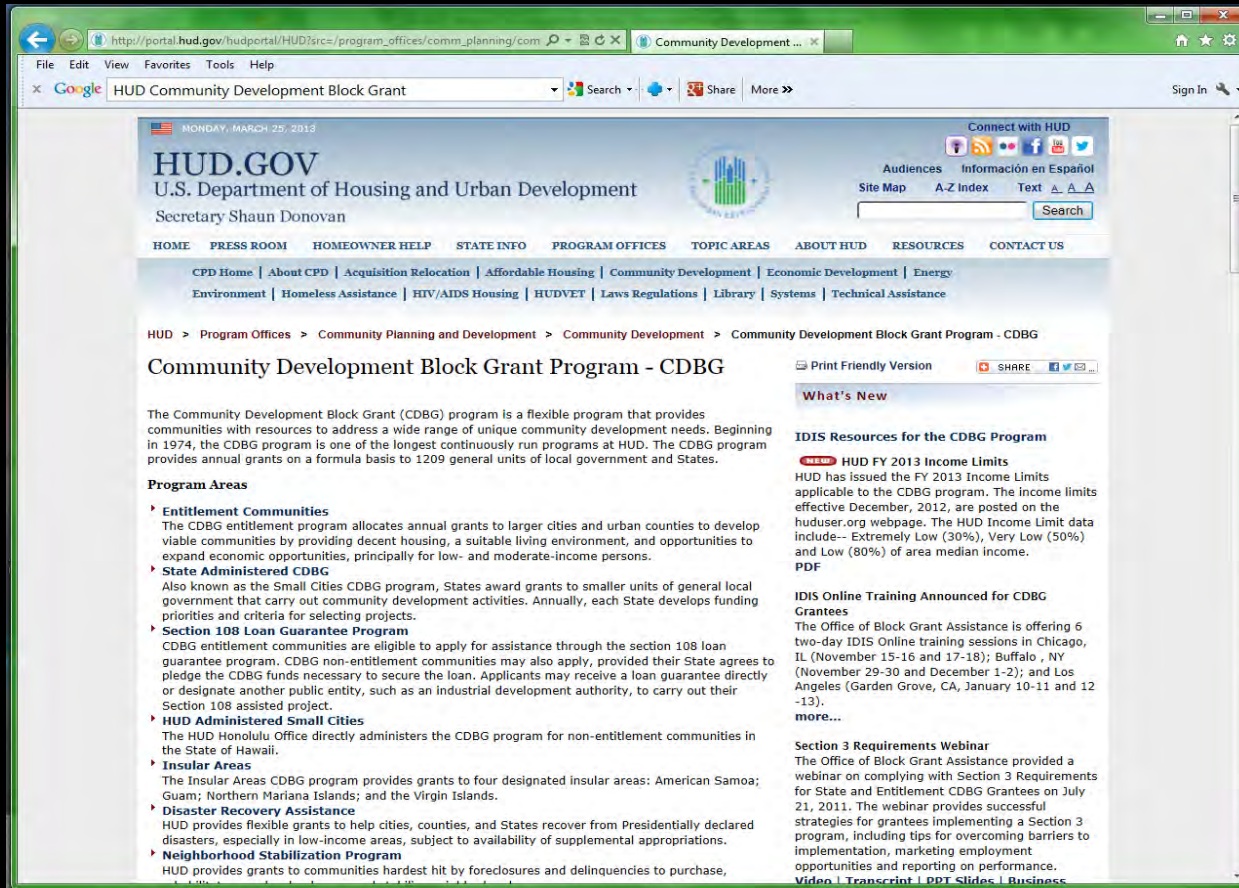 http://portal.hud.gov/hudportal/HUD?src=/program_offices/comm_planning/com
Community Development ...
File Edit View Favorites Tools Help
Google HUD Community Development Block Grant Search Share More » Sign In
MONDAY, MARCH 25, 2013
Connect with HUD
HUD.GOV
U.S. Department of Housing and Urban Development
Secretary Shaun Donovan
Audiences Información en Español
Site Map A-Z Index Text A A A
Search
HOME PRESS ROOM HOMEOWNER HELP STATE INFO PROGRAM OFFICES TOPIC AREAS ABOUT HUD RESOURCES CONTACT US
CPD Home | About CPD | Acquisition Relocation | Affordable Housing | Community Development | Economic Development | Energy
Environment | Homeless Assistance | HIV/AIDS Housing | HUDVET | Laws Regulations | Library | Systems | Technical Assistance
HUD > Program Offices > Community Planning and Development > Community Development > Community Development Block Grant Program - CDBG
Community Development Block Grant Program - CDBG
The Community Development Block Grant (CDBG) program is a flexible program that provides
communities with resources to address a wide range of unique community development needs. Beginning
in 1974, the CDBG program is one of the longest continuously run programs at HUD. The CDBG program
provides annual grants on a formula basis to 1209 general units of local government and States.
Program Areas
Entitlement Communities
The CDBG entitlement program allocates annual grants to larger cities and urban counties to develop
viable communities by providing decent housing, a suitable living environment, and opportunities to
expand economic opportunities, principally for low- and moderate-income persons.
State Administered CDBG
Also known as the Small Cities CDBG program, States award grants to smaller units of general local
government that carry out community development activities. Annually, each State develops funding
priorities and criteria for selecting projects.
Section 108 Loan Guarantee Program
CDBG entitlement communities are eligible to apply for assistance through the section 108 loan
guarantee program. CDBG non-entitlement communities may also apply, provided their State agrees to
pledge the CDBG funds necessary to secure the loan. Applicants may receive a loan guarantee directly
or designate another public entity, such as an industrial development authority, to carry out their
Section 108 assisted project.
HUD Administered Small Cities
The HUD Honolulu Office directly administers the CDBG program for non-entitlement communities in
the State of Hawaii.
Insular Areas
The Insular Areas CDBG program provides grants to four designated insular areas: American Samoa;
Guam; Northern Mariana Islands; and the Virgin Islands.
Disaster Recovery Assistance
HUD provides flexible grants to help cities, counties, and States recover from Presidentially declared
disasters, especially in low-income areas, subject to availability of supplemental appropriations.
Neighborhood Stabilization Program
HUD provides grants to communities hardest hit by foreclosures and delinquencies to purchase,
Print Friendly Version SHARE ...
What's New
IDIS Resources for the CDBG Program
NEW HUD FY 2013 Income Limits
HUD has issued the FY 2013 Income Limits
applicable to the CDBG program. The income limits
effective December, 2012, are posted on the
huduser.org webpage. The HUD Income Limit data
include-- Extremely Low (30%), Very Low (50%)
and Low (80%) of area median income.
PDF
IDIS Online Training Announced for CDBG
Grantees
The Office of Block Grant Assistance is offering 6
two-day IDIS Online training sessions in Chicago,
IL (November 15-16 and 17-18); Buffalo , NY
(November 29-30 and December 1-2); and Los
Angeles (Garden Grove, CA, January 10-11 and 12
-13).
more...
Section 3 Requirements Webinar
The Office of Block Grant Assistance provided a
webinar on complying with Section 3 Requirements
for State and Entitlement CDBG Grantees on July
21, 2011. The webinar provides successful
strategies for grantees implementing a Section 3
program, including tips for overcoming barriers to
implementation, marketing employment
opportunities and reporting on performance.
Video | Transcript | PPT Slides | Business